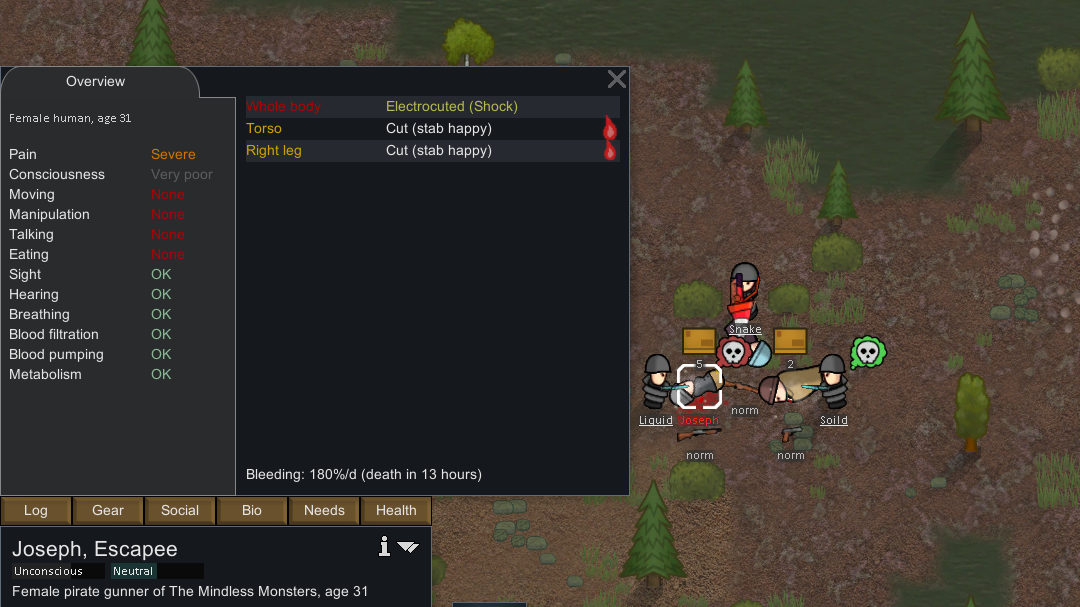 Overview
Female human, age 31
Pain Severe
Consciousness Very poor
Moving None
Manipulation None
Talking None
Eating None
Sight OK
Hearing OK
Breathing OK
Blood filtration OK
Blood pumping OK
Metabolism OK
Whole body Electrocuted (Shock)
Torso Cut (stab happy)
Right leg Cut (stab happy)
Bleeding: 180%/d (death in 13 hours)
Log Gear Social Bio Needs Health
Joseph, Escapee
Unconscious Neutral
Female pirate gunner of The Mindless Monsters, age 31
Snake
5 2
norm
Liquid Joseph Soild
norm norm